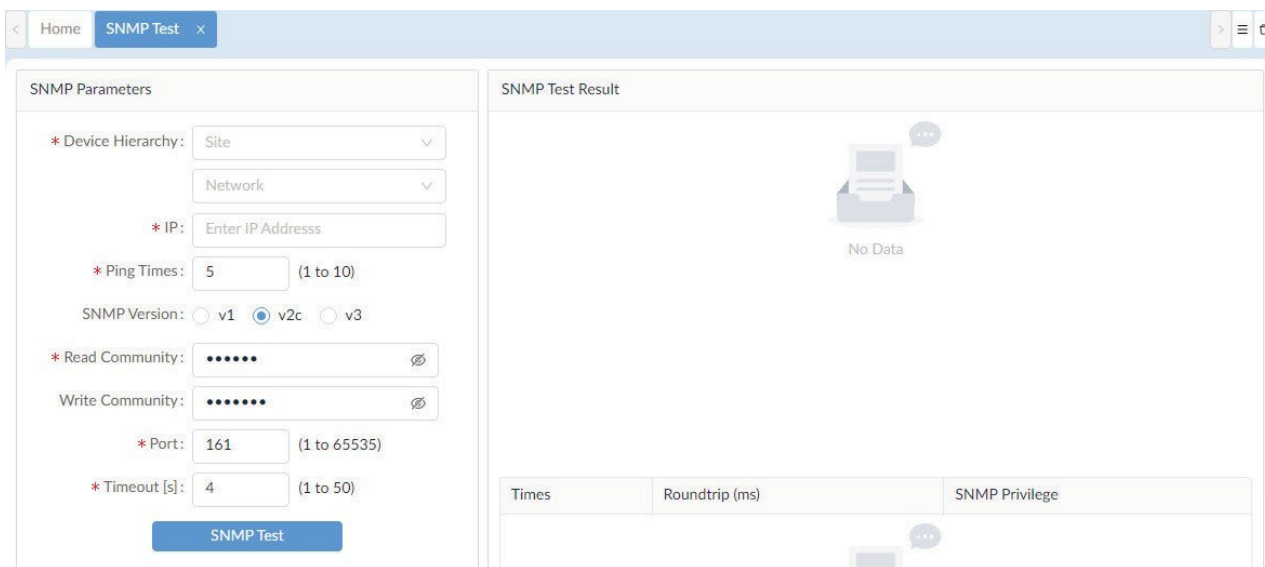 Home
SNMP Test
SNMP Parameters
* Device Hierarchy: Site
Network
* IP: Enter IP Addresss
* Ping Times: 5 (1 to 10)
SNMP Version: v1 v2c v3
* Read Community: ••••••
Write Community: •••••••
* Port: 161 (1 to 65535)
* Timeout [s]: 4 (1 to 50)
SNMP Test
SNMP Test Result
No Data
Times Roundtrip (ms) SNMP Privilege